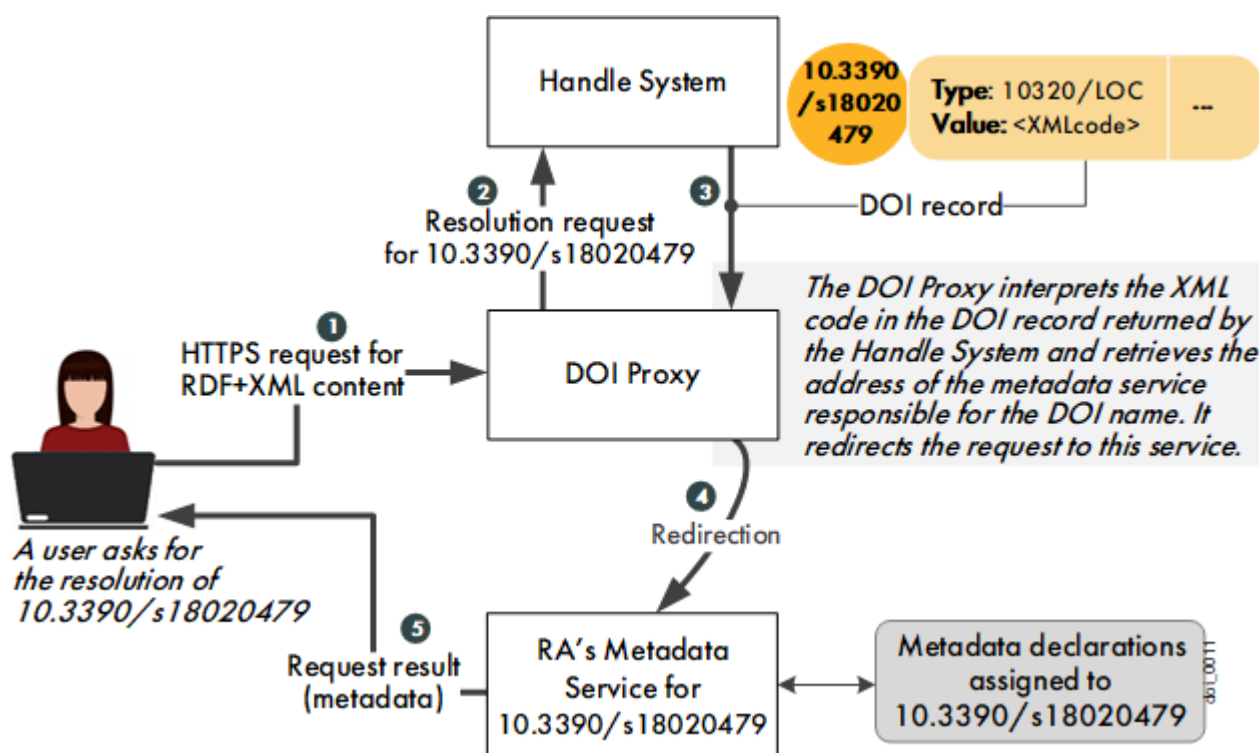 Handle System
10.3390
/s18020
479
Type: 10320/LOC
Value: <XMLcode>
...
2
Resolution request
for 10.3390/s18020479
3
DOI record
1
HTTPS request for
RDF+XML content
DOI Proxy
The DOI Proxy interprets the XML
code in the DOI record returned by
the Handle System and retrieves the
address of the metadata service
responsible for the DOI name. It
redirects the request to this service.
4
Redirection
A user asks for
the resolution of
10.3390/s18020479
5
Request result
(metadata)
RA's Metadata
Service for
10.3390/s18020479
Metadata declarations
assigned to
10.3390/s18020479
doi_0011